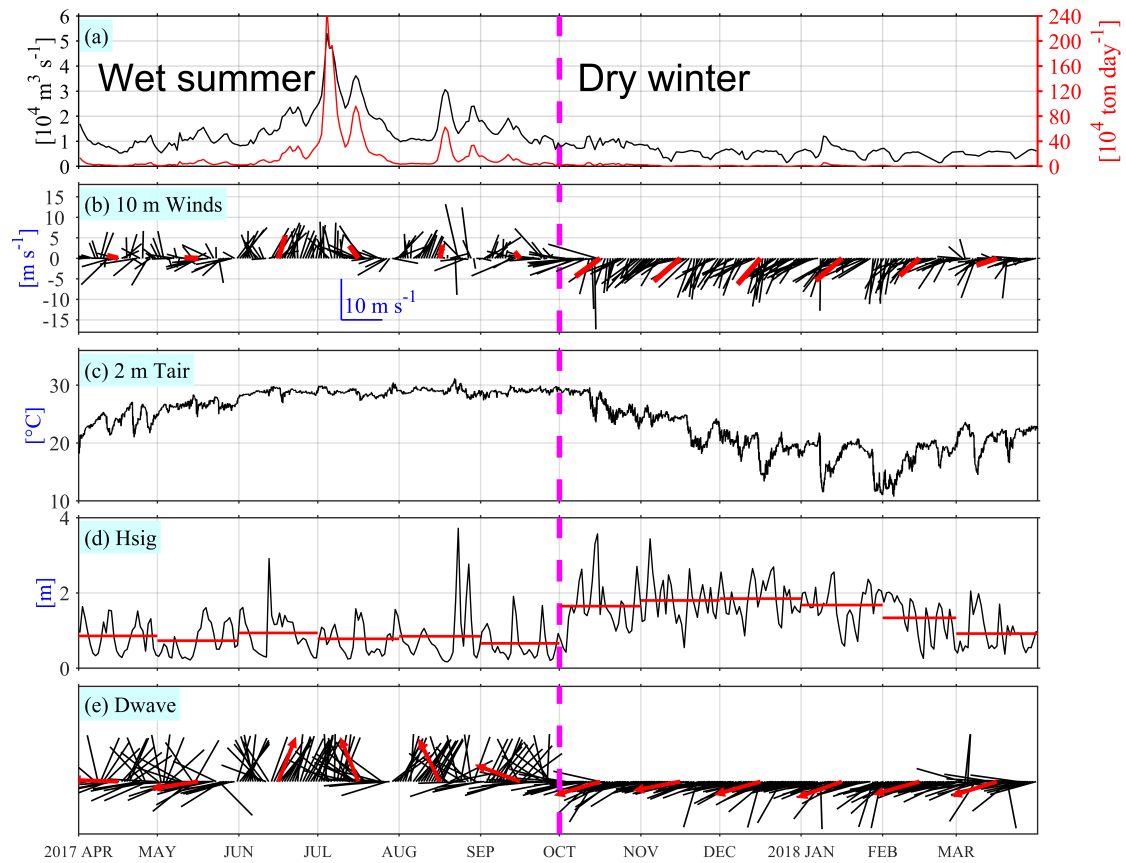 (a)
Wet summer
Dry winter
6
5
4
3
2
1
0
[10⁴ m³ s⁻¹]
240
200
160
120
80
40
0
[10⁴ ton day⁻¹]
(b) 10 m Winds
15
10
5
0
-5
-10
-15
[m s⁻¹]
10 m s⁻¹
(c) 2 m Tair
30
20
10
[°C]
(d) Hsig
4
2
0
[m]
(e) Dwave
2017 APR MAY JUN JUL AUG SEP OCT NOV DEC 2018 JAN FEB MAR